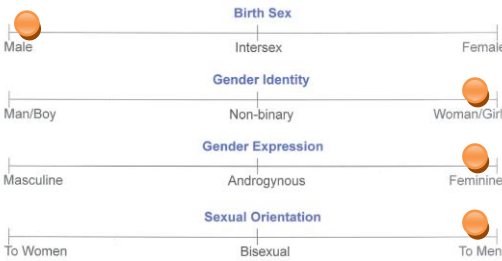 Birth Sex
Male Intersex Female
Gender Identity
Man/Boy Non-binary Woman/Girl
Gender Expression
Masculine Androgynous Feminine
Sexual Orientation
To Women Bisexual To Men